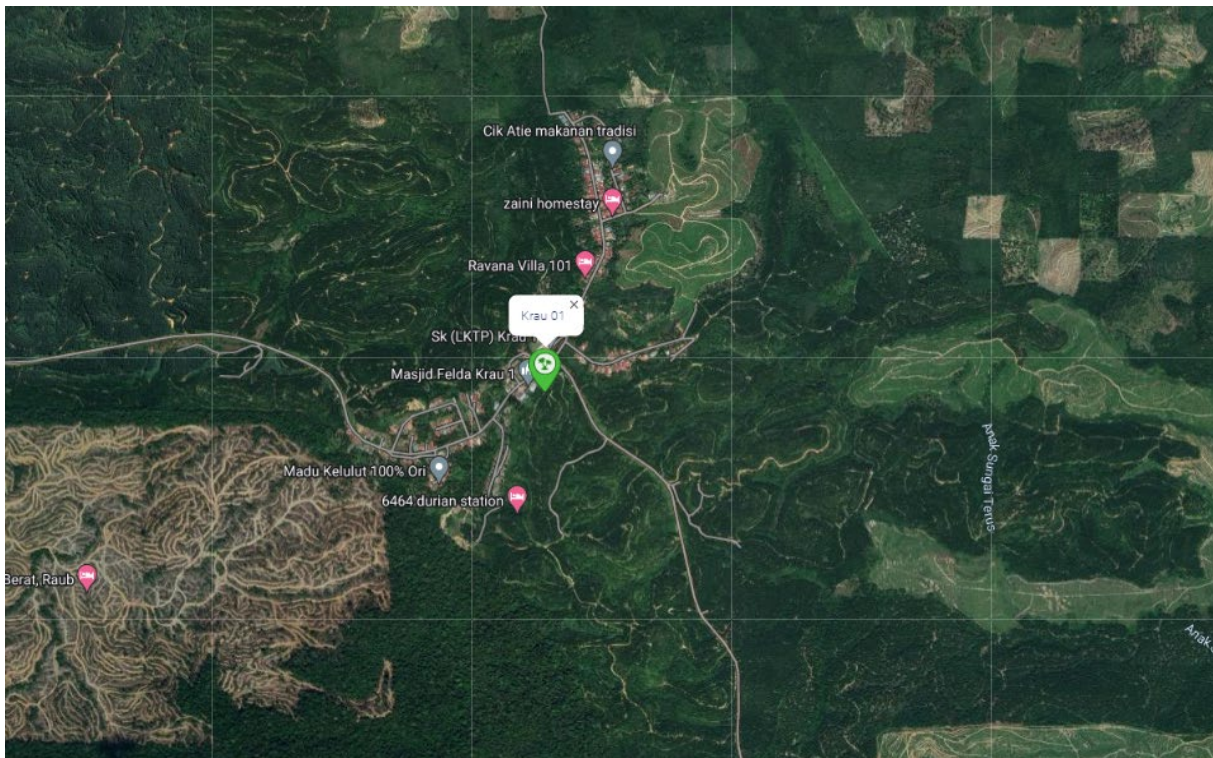 Cik Atie makanan tradisi
zaini homestay
Ravana Villa 101
Krau 01
Sk (LKTP) Krau
Masjid Felda Krau 1
Madu Kelulut 100% Ori
6464 durian station
Berat, Raub
Anak Sungai Terus